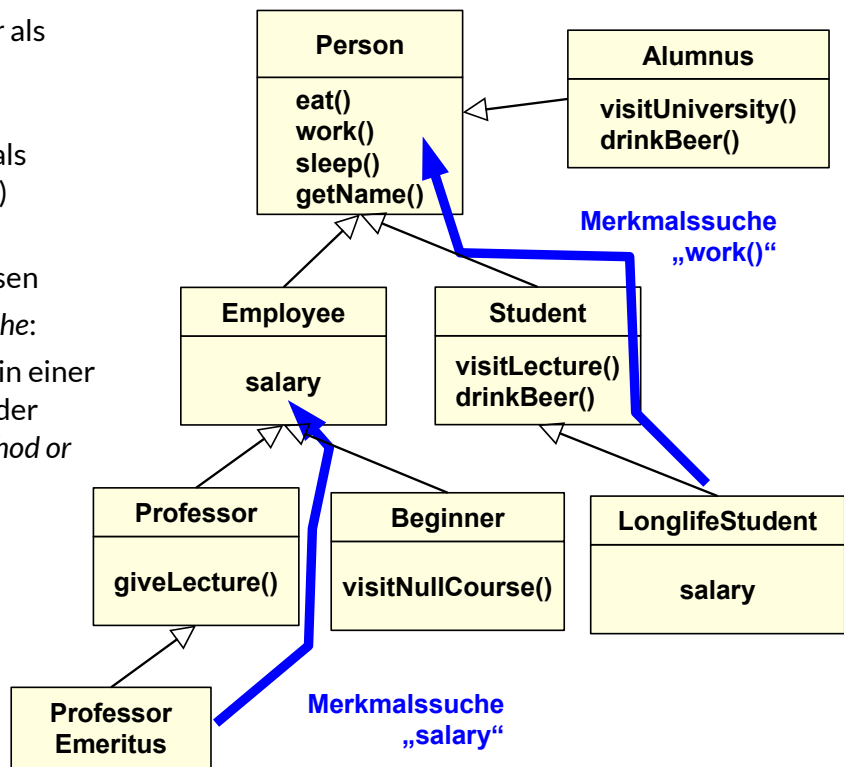 r als
als
)
sen
he:
in einer
der
nod or
Person
eat()
work()
sleep()
getName()
Alumnus
visitUniversity()
drinkBeer()
Merkmalssuche
„work()“
Employee
salary
Student
visitLecture()
drinkBeer()
Professor
giveLecture()
Beginner
visitNullCourse()
LonglifeStudent
salary
Professor
Emeritus
Merkmalssuche
„salary“